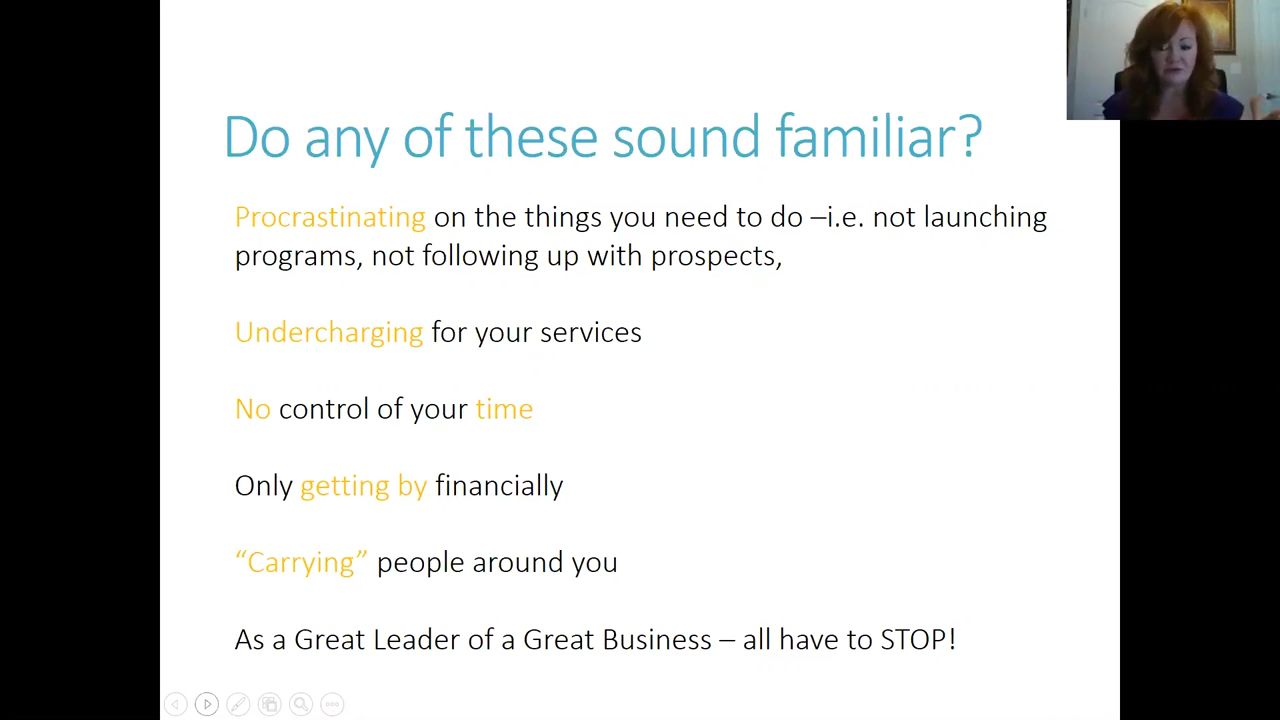 Do any of these sound familiar?
Procrastinating on the things you need to do –i.e. not launching
programs, not following up with prospects,
Undercharging for your services
No control of your time
Only getting by financially
“Carrying” people around you
As a Great Leader of a Great Business – all have to STOP!